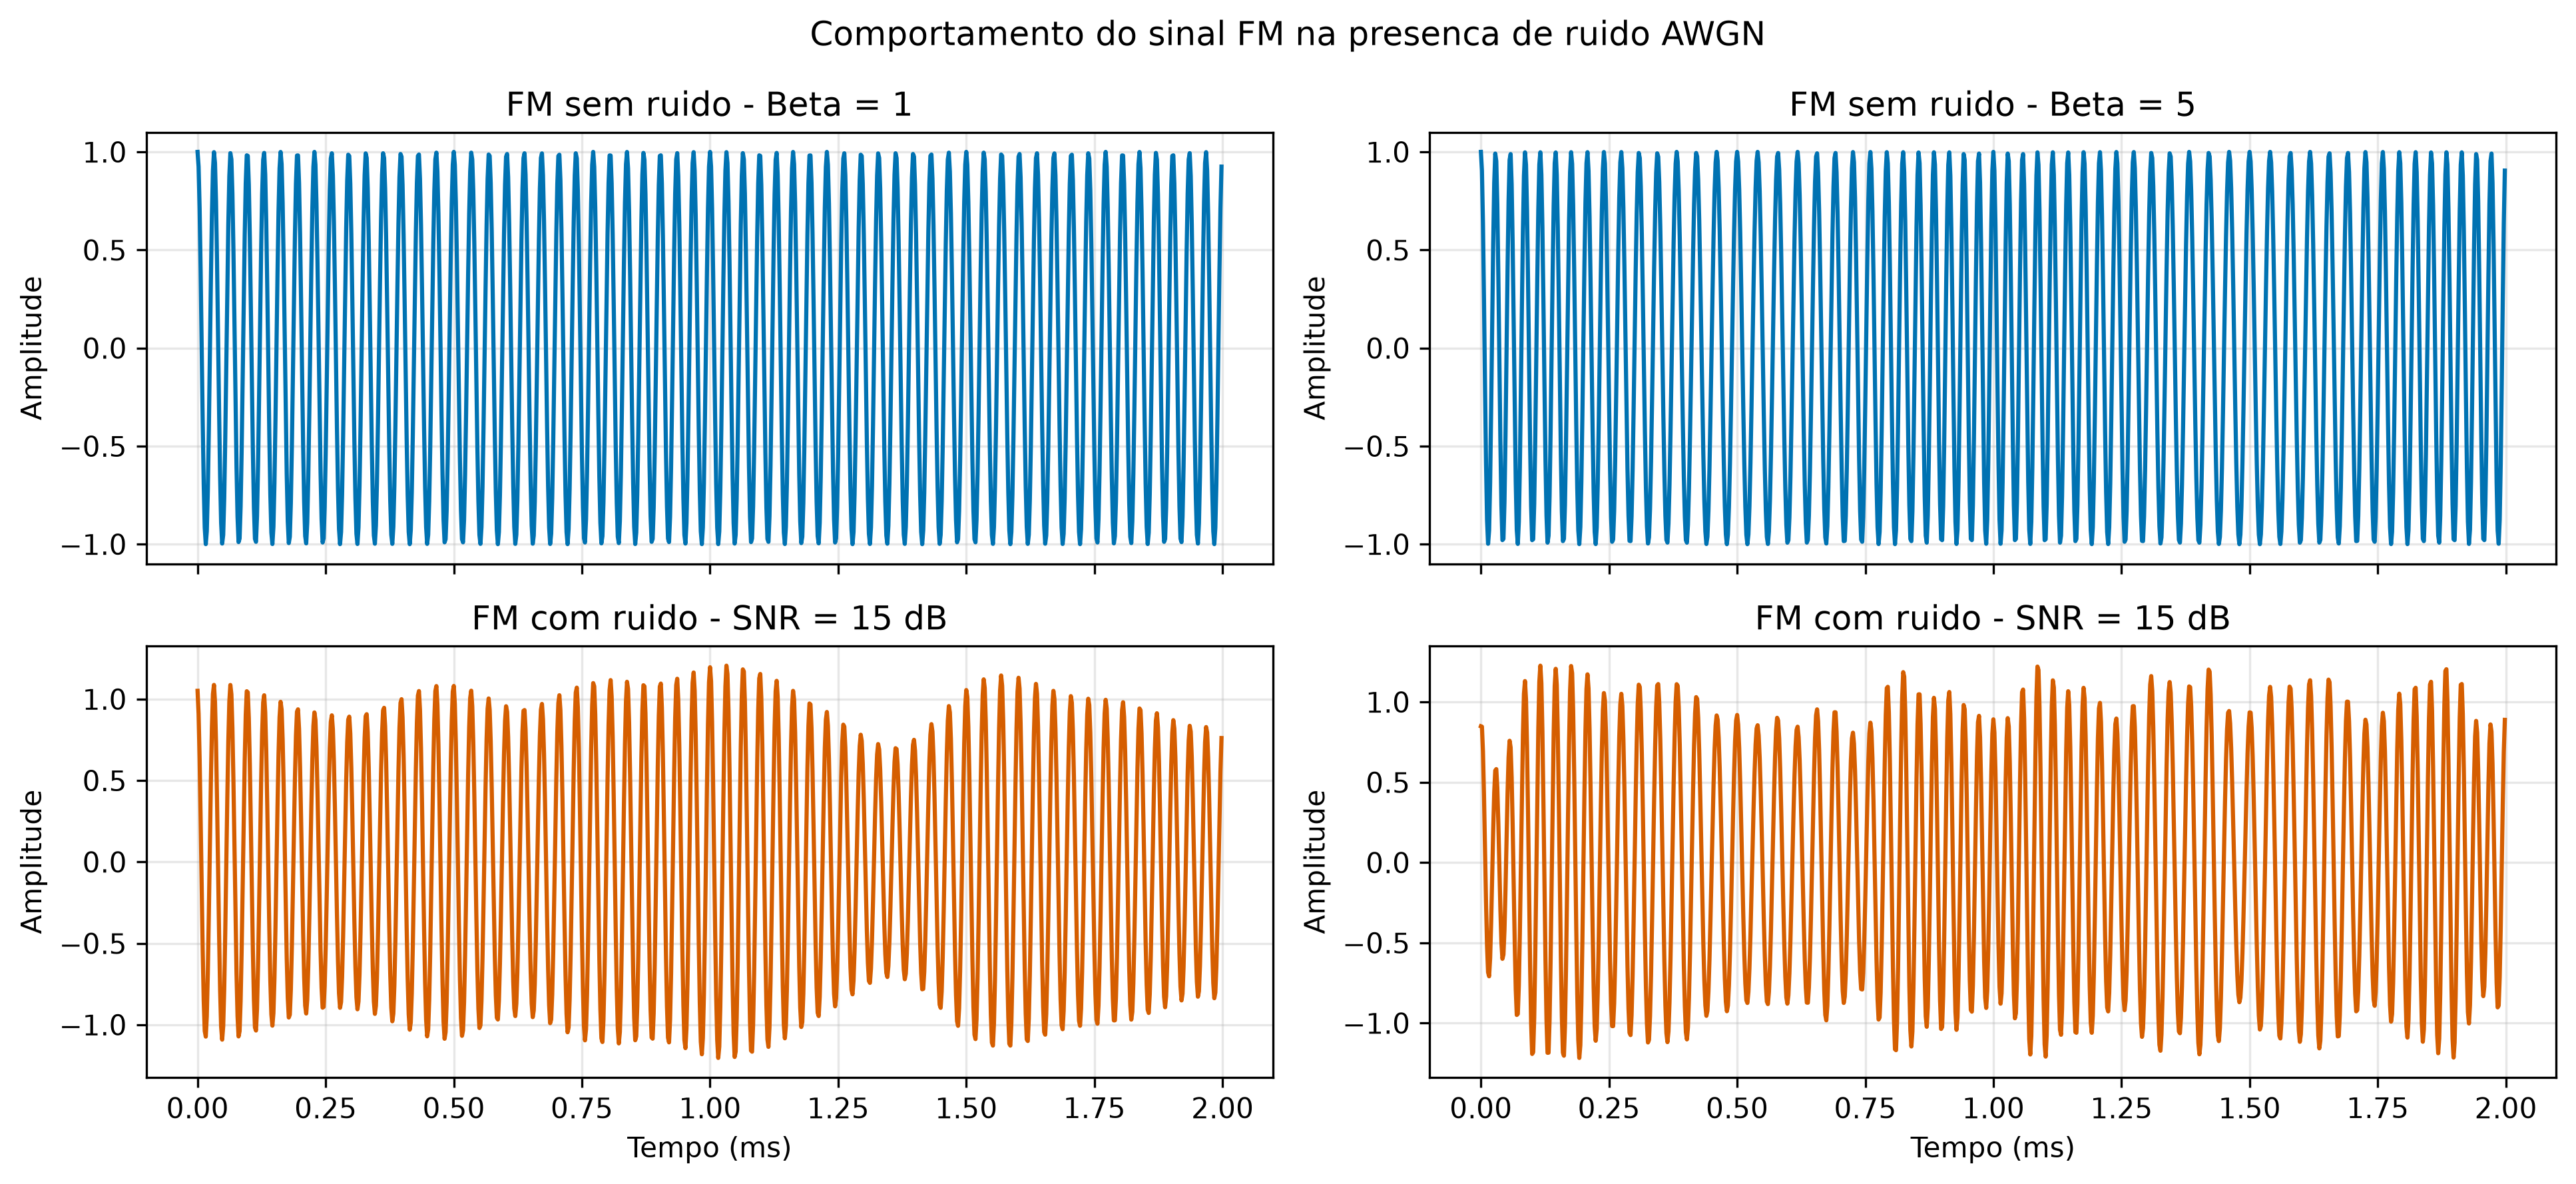 Comportamento do sinal FM na presenca de ruido AWGN
FM sem ruido - Beta = 1
1.0
0.5
0.0
−0.5
−1.0
Amplitude
FM sem ruido - Beta = 5
1.0
0.5
0.0
−0.5
−1.0
Amplitude
FM com ruido - SNR = 15 dB
1.0
0.5
0.0
−0.5
−1.0
Amplitude
0.00 0.25 0.50 0.75 1.00 1.25 1.50 1.75 2.00
Tempo (ms)
FM com ruido - SNR = 15 dB
1.0
0.5
0.0
−0.5
−1.0
Amplitude
0.00 0.25 0.50 0.75 1.00 1.25 1.50 1.75 2.00
Tempo (ms)